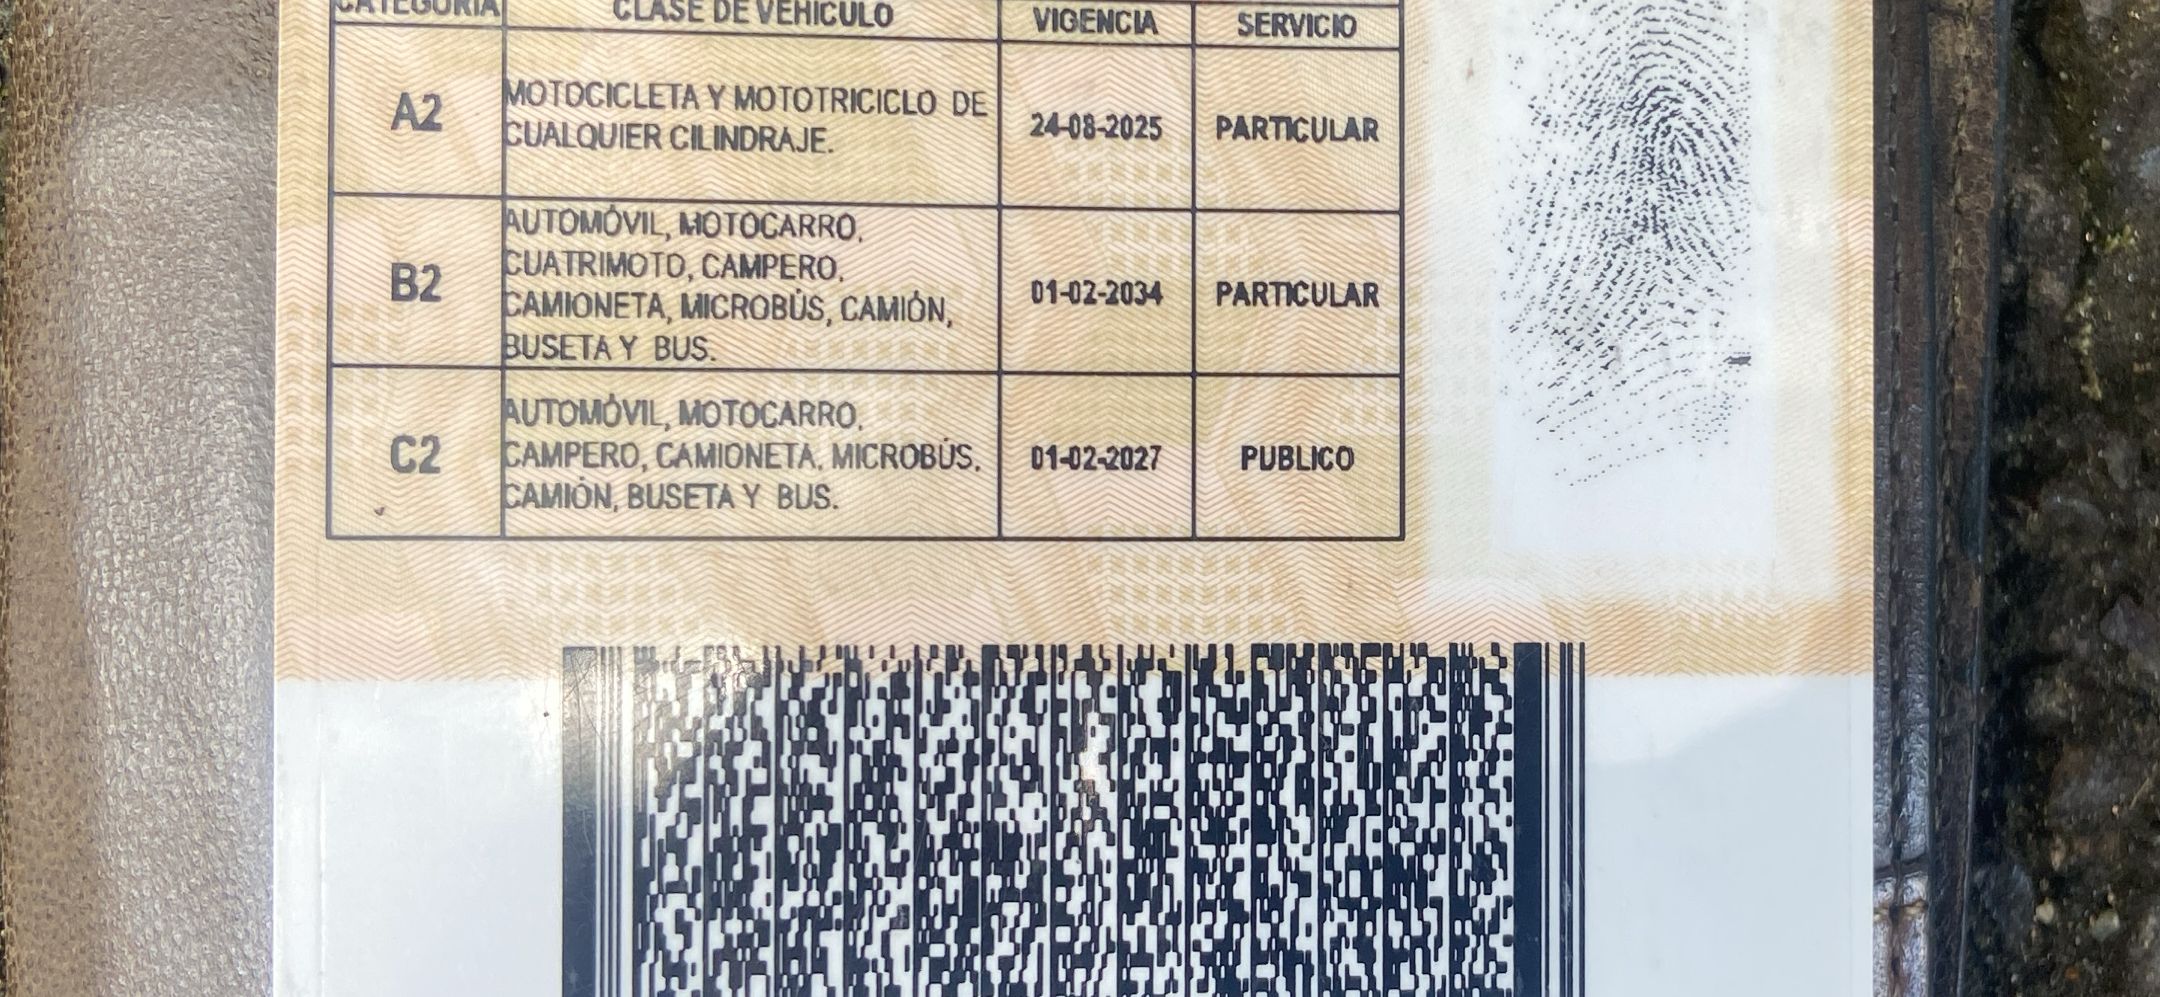 CATEGORÍA CLASE DE VEHÍCULO VIGENCIA SERVICIO
A2
MOTOCICLETA Y MOTOTRICICLO DE
CUALQUIER CILINDRAJE.
24-08-2025 PARTICULAR
B2
AUTOMÓVIL, MOTOCARRO,
CUATRIMOTO, CAMPERO,
CAMIONETA, MICROBÚS, CAMIÓN,
BUSETA Y BUS.
01-02-2034 PARTICULAR
C2
AUTOMÓVIL, MOTOCARRO,
CAMPERO, CAMIONETA, MICROBÚS,
CAMIÓN, BUSETA Y BUS.
01-02-2027 PUBLICO